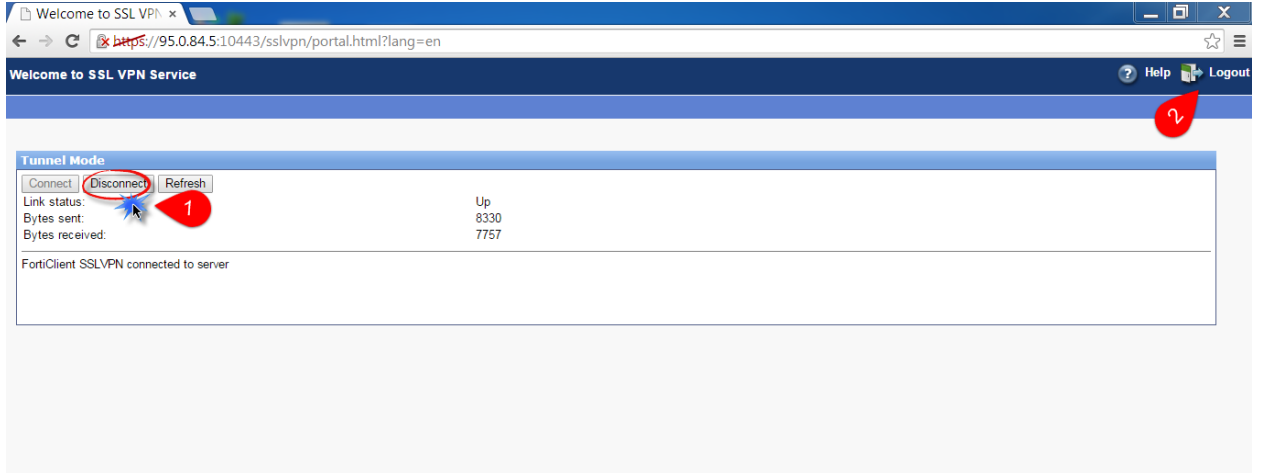 Welcome to SSL VPN
https://95.0.84.5:10443/sslvpn/portal.html?lang=en
Welcome to SSL VPN Service
Help Logout
2
Tunnel Mode
Connect Disconnect Refresh
1
Link status: Up
Bytes sent: 8330
Bytes received: 7757
FortiClient SSLVPN connected to server